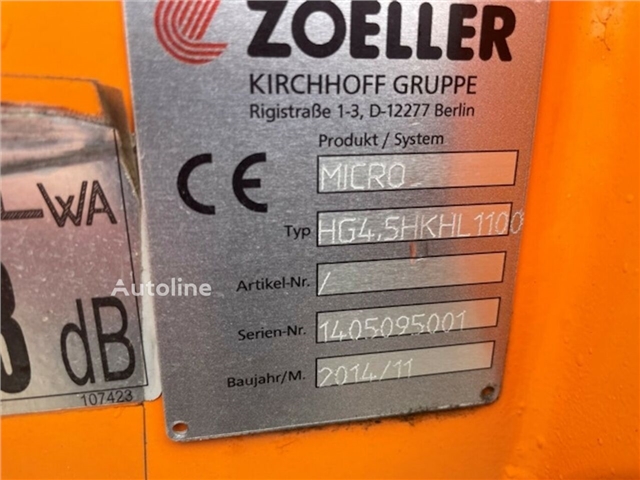 ZOELLER
KIRCHHOFF GRUPPE
Rigistraße 1-3, D-12277 Berlin
Produkt / System
MICRO
Typ HG4,5HKHL1100
Artikel-Nr. /
Serien-Nr. 1405095001
Baujahr/M. 2014/11
CE
WA
dB
107423
Autoline